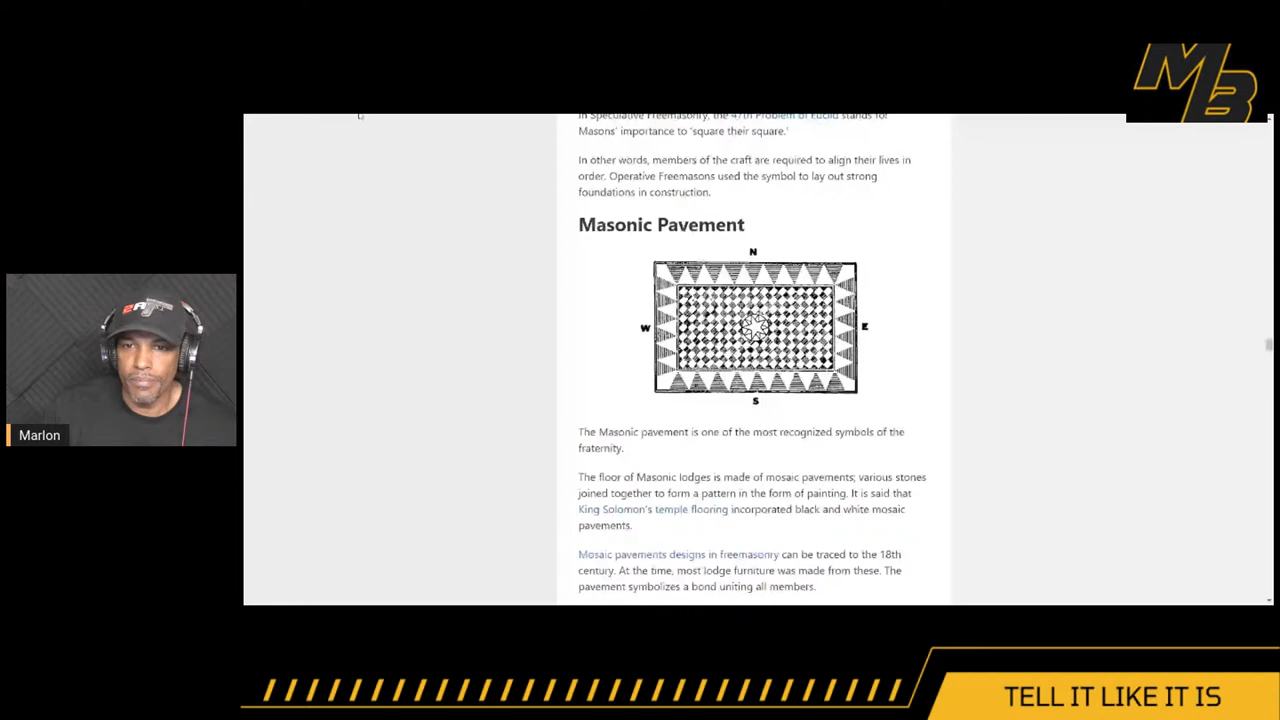 MB
In Speculative Freemasonry, the 47th Problem of Euclid stands for
Masons' importance to 'square their square.'
In other words, members of the craft are required to align their lives in
order. Operative Freemasons used the symbol to lay out strong
foundations in construction.
Masonic Pavement
N
W
E
S
The Masonic pavement is one of the most recognized symbols of the
fraternity.
The floor of Masonic lodges is made of mosaic pavements; various stones
joined together to form a pattern in the form of painting. It is said that
King Solomon's temple flooring incorporated black and white mosaic
pavements.
Mosaic pavements designs in freemasonry can be traced to the 18th
century. At the time, most lodge furniture was made from these. The
pavement symbolizes a bond uniting all members.
2A
Marlon
TELL IT LIKE IT IS